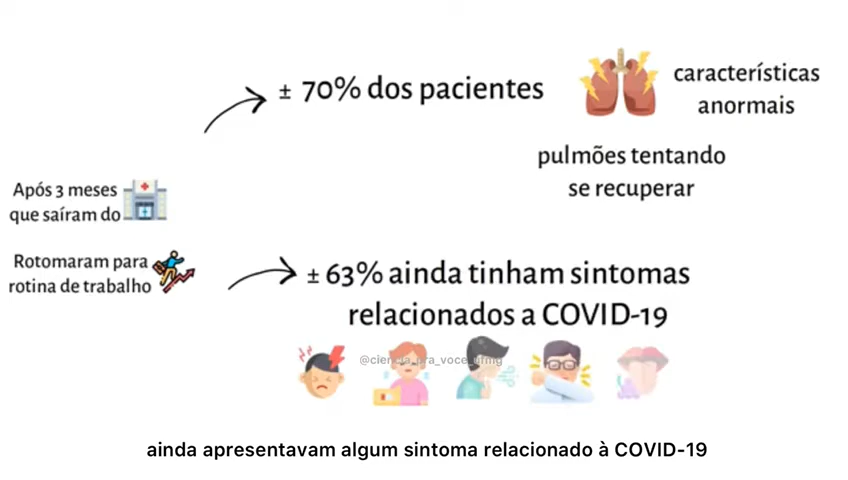 ± 70% dos pacientes
características
anormais
pulmões tentando
se recuperar
Após 3 meses
que saíram do
Rotomaram para
rotina de trabalho
± 63% ainda tinham sintomas
relacionados a COVID-19
@ciencia_pra_voce_ufmg
ainda apresentavam algum sintoma relacionado à COVID-19